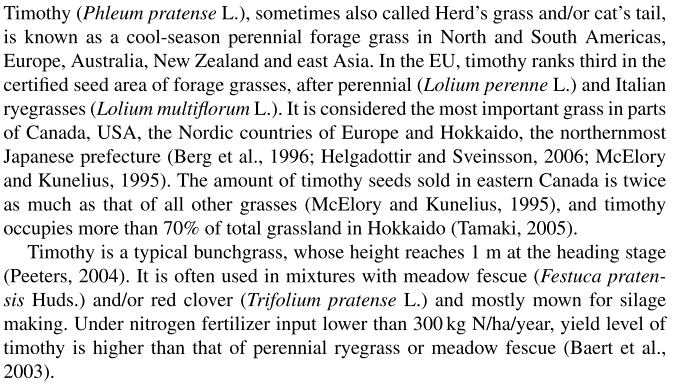 Timothy (Phleum pratense L.), sometimes also called Herd’s grass and/or cat’s tail,
is known as a cool-season perennial forage grass in North and South Americas,
Europe, Australia, New Zealand and east Asia. In the EU, timothy ranks third in the
certified seed area of forage grasses, after perennial (Lolium perenne L.) and Italian
ryegrasses (Lolium multiflorum L.). It is considered the most important grass in parts
of Canada, USA, the Nordic countries of Europe and Hokkaido, the northernmost
Japanese prefecture (Berg et al., 1996; Helgadottir and Sveinsson, 2006; McElory
and Kunelius, 1995). The amount of timothy seeds sold in eastern Canada is twice
as much as that of all other grasses (McElory and Kunelius, 1995), and timothy
occupies more than 70% of total grassland in Hokkaido (Tamaki, 2005).
Timothy is a typical bunchgrass, whose height reaches 1 m at the heading stage
(Peeters, 2004). It is often used in mixtures with meadow fescue (Festuca praten-
sis Huds.) and/or red clover (Trifolium pratense L.) and mostly mown for silage
making. Under nitrogen fertilizer input lower than 300 kg N/ha/year, yield level of
timothy is higher than that of perennial ryegrass or meadow fescue (Baert et al.,
2003).